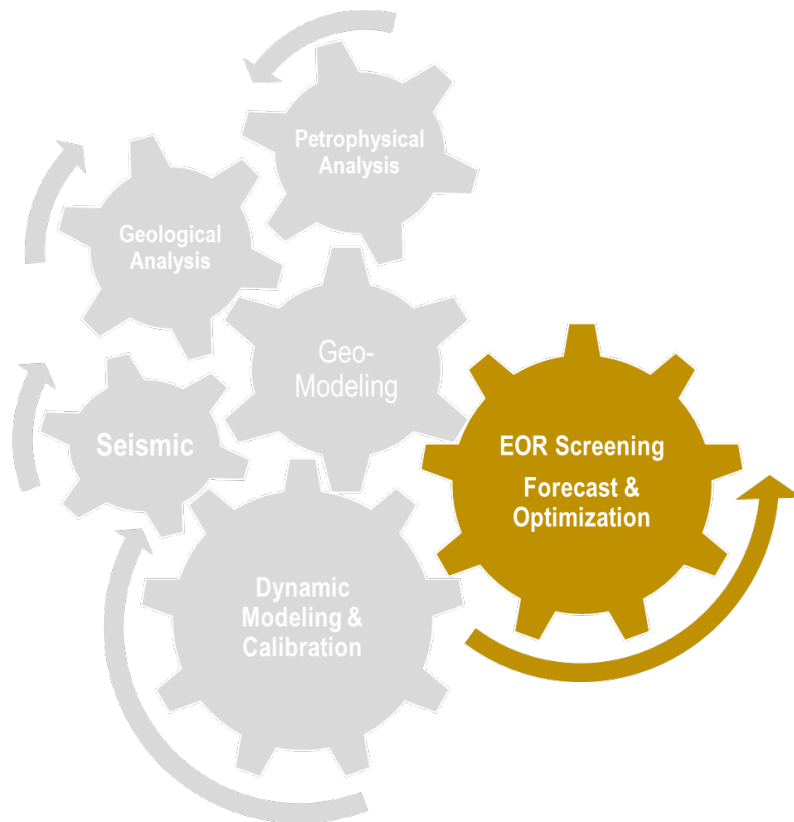 Petrophysical
Analysis
Geological
Analysis
Geo-
Modeling
Seismic
EOR Screening
Forecast &
Optimization
Dynamic
Modeling &
Calibration